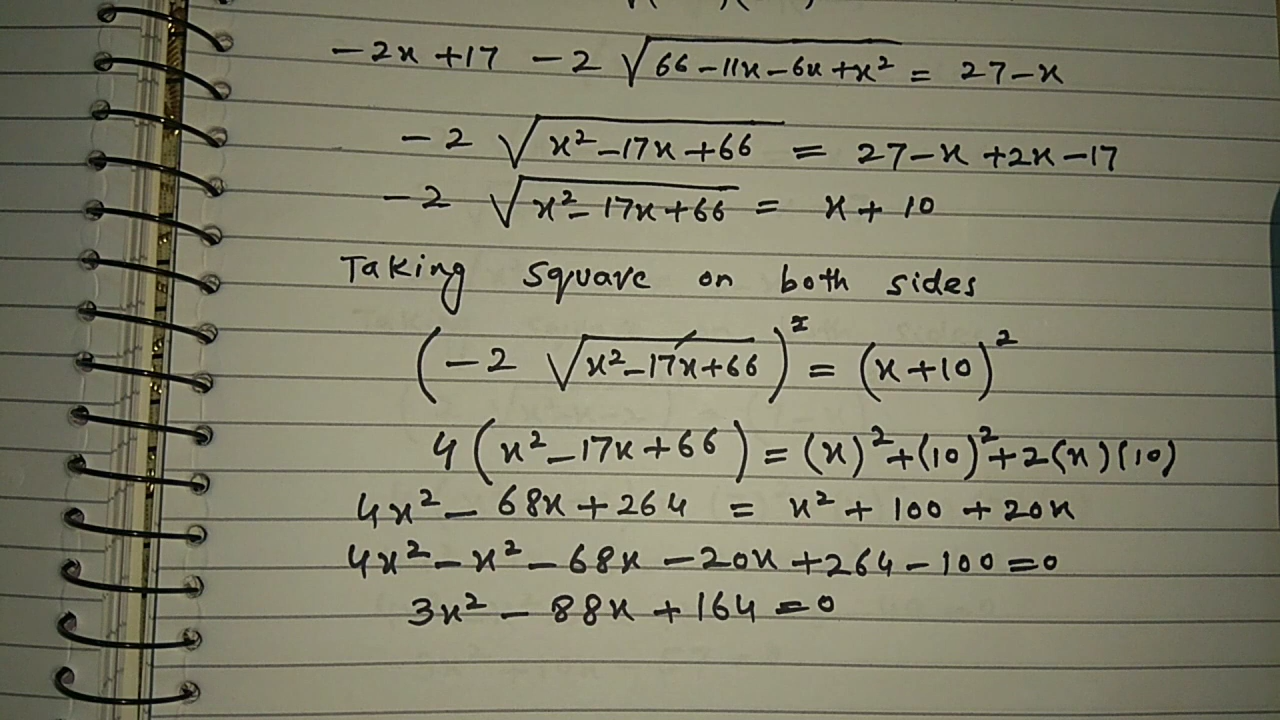 -2x +17 -2 √(66-11x-6x+x²) = 27-x
-2 √(x²-17x+66) = 27-x+2x-17
-2 √(x²-17x+66) = x+10
Taking square on both sides
(-2 √(x²-17x+66))² = (x+10)²
4(x²-17x+66) = (x)²+(10)²+2(x)(10)
4x²-68x+264 = x²+100+20x
4x²-x²-68x-20x+264-100=0
3x²-88x+164=0